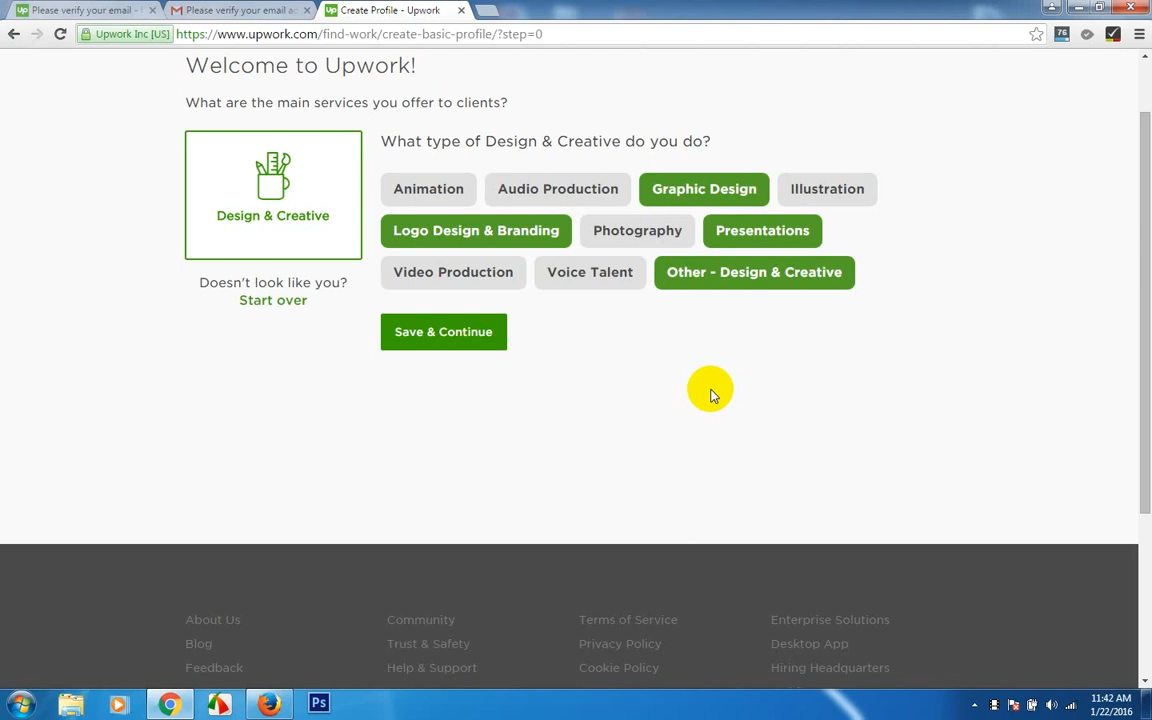 Please verify your email -
Please verify your email ac
Create Profile - Upwork
Upwork Inc [US] https://www.upwork.com/find-work/create-basic-profile/?step=0
76
Welcome to Upwork!
What are the main services you offer to clients?
What type of Design & Creative do you do?
Design & Creative
Animation Audio Production Graphic Design Illustration
Logo Design & Branding Photography Presentations
Video Production Voice Talent Other - Design & Creative
Doesn't look like you?
Start over
Save & Continue
About Us Community Terms of Service Enterprise Solutions
Blog Trust & Safety Privacy Policy Desktop App
Feedback Help & Support Cookie Policy Hiring Headquarters
Ps
11:42 AM
1/22/2016